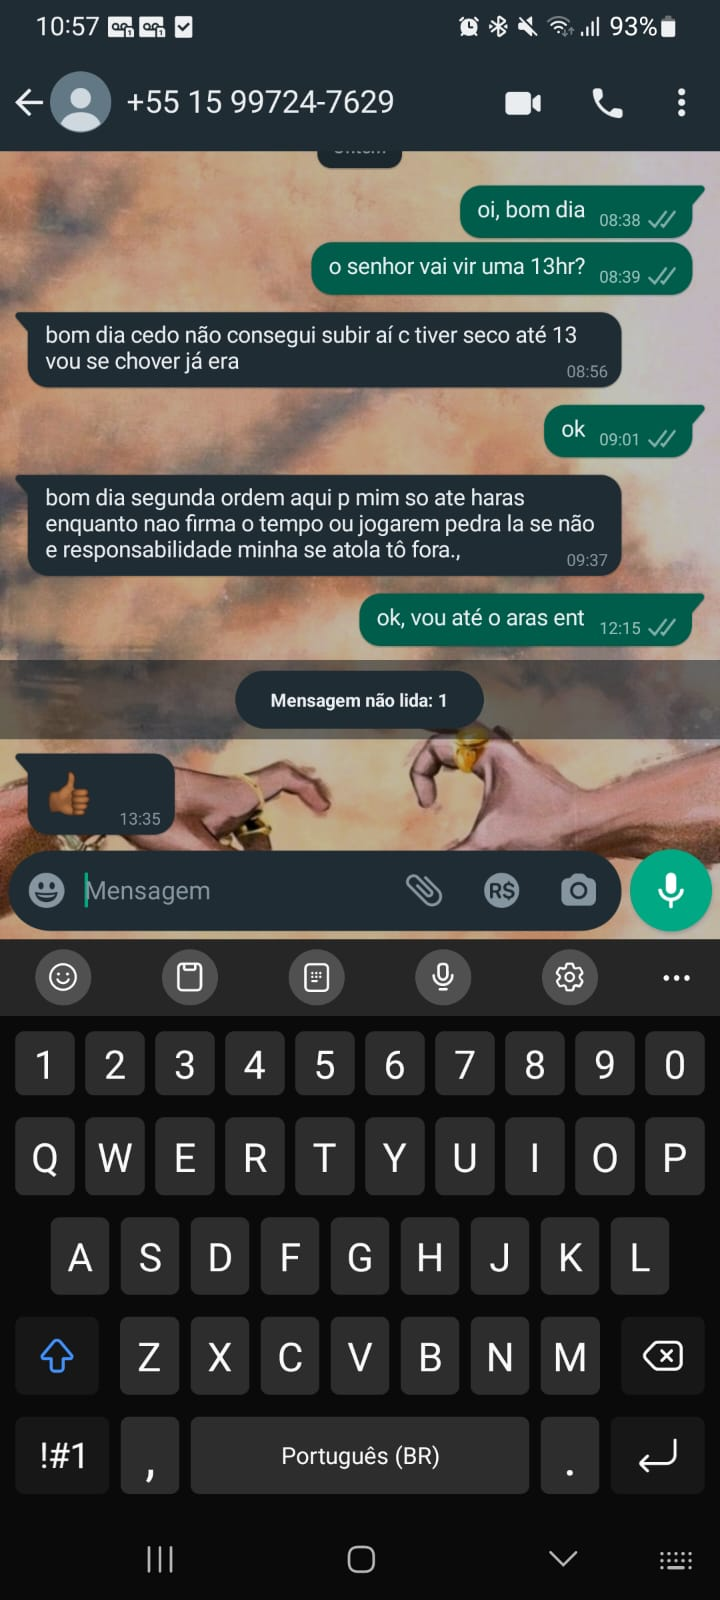 10:57
93%
+55 15 99724-7629
Ontem
oi, bom dia 08:38
o senhor vai vir uma 13hr? 08:39
bom dia cedo não consegui subir aí c tiver seco até 13
vou se chover já era
08:56
ok 09:01
bom dia segunda ordem aqui p mim so ate haras
enquanto nao firma o tempo ou jogarem pedra la se não
e responsabilidade minha se atola tô fora.,
09:37
ok, vou até o aras ent 12:15
Mensagem não lida: 1
13:35
Mensagem
R$
1 2 3 4 5 6 7 8 9 0
Q W E R T Y U I O P
A S D F G H J K L
Z X C V B N M
!#1 , Português (BR) .